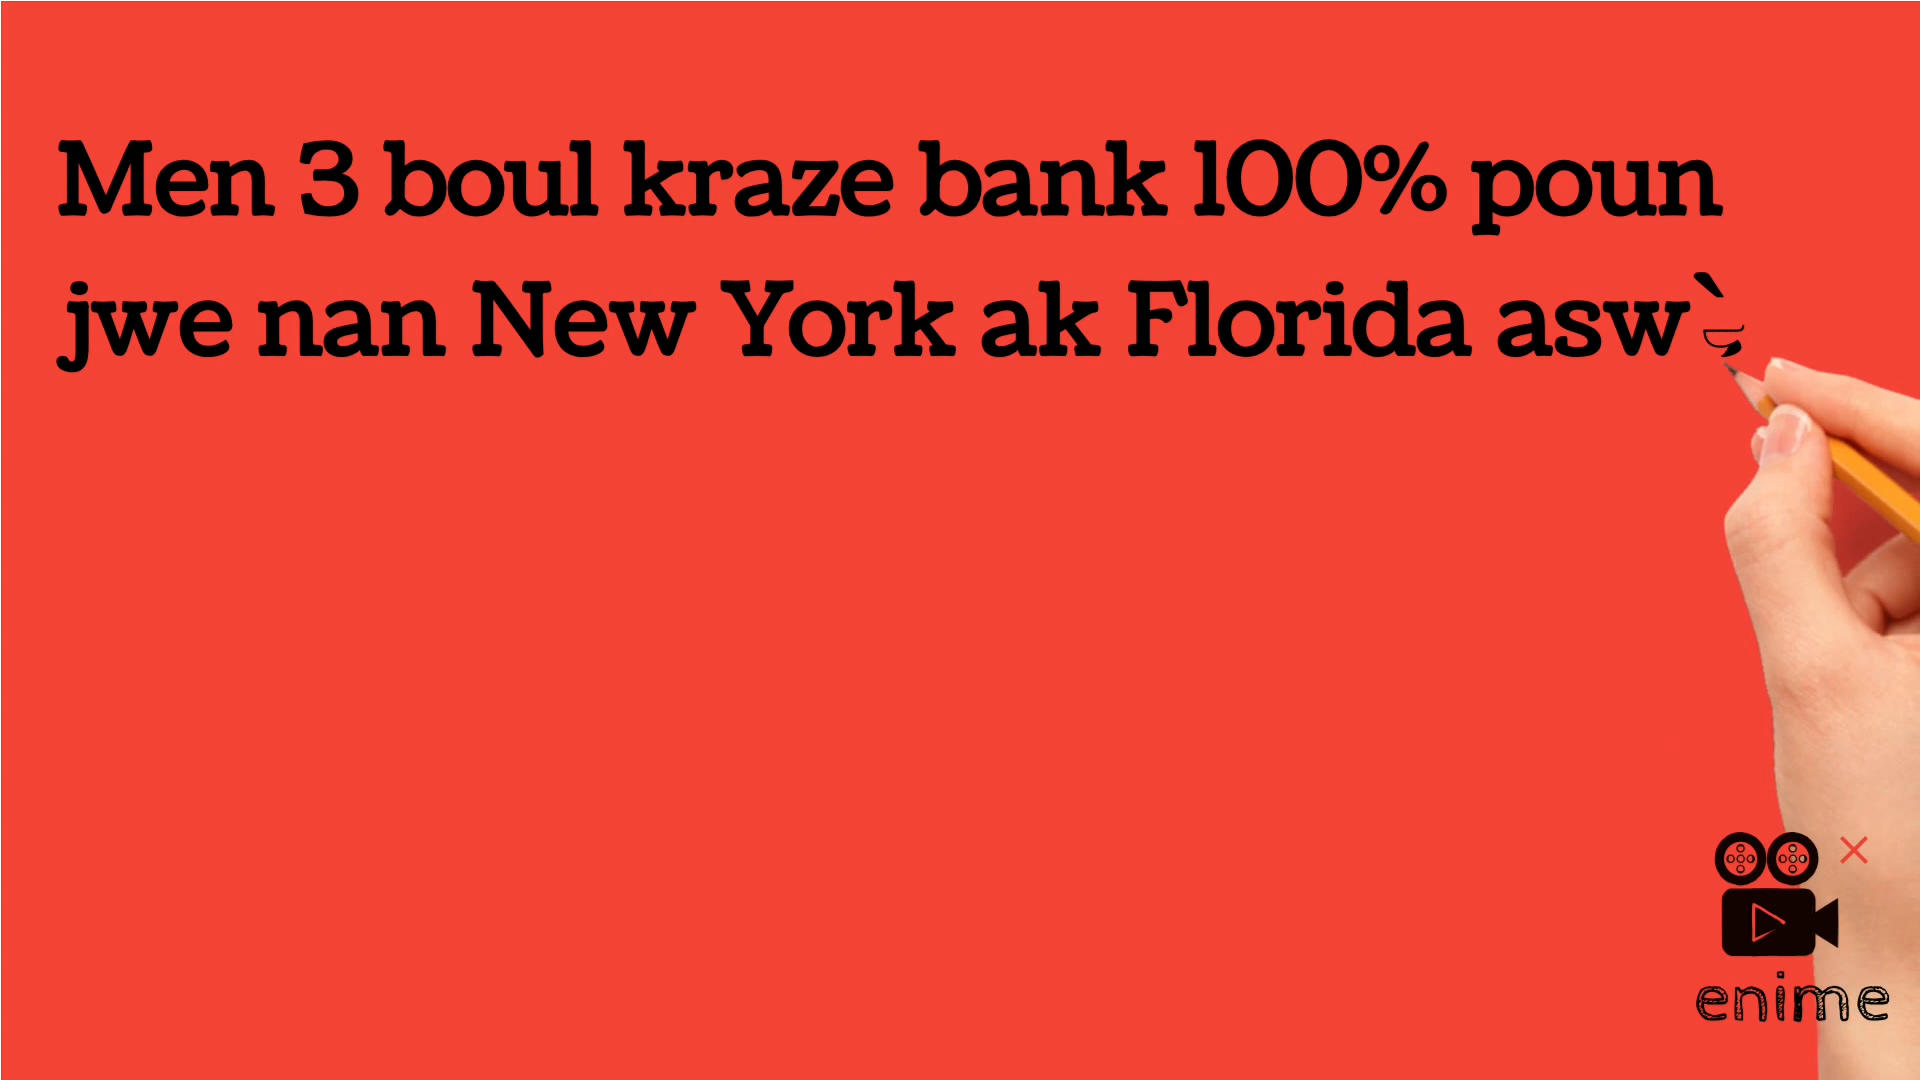 Men 3 boul kraze bank 100% poun
jwe nan New York ak Florida asw`
enime